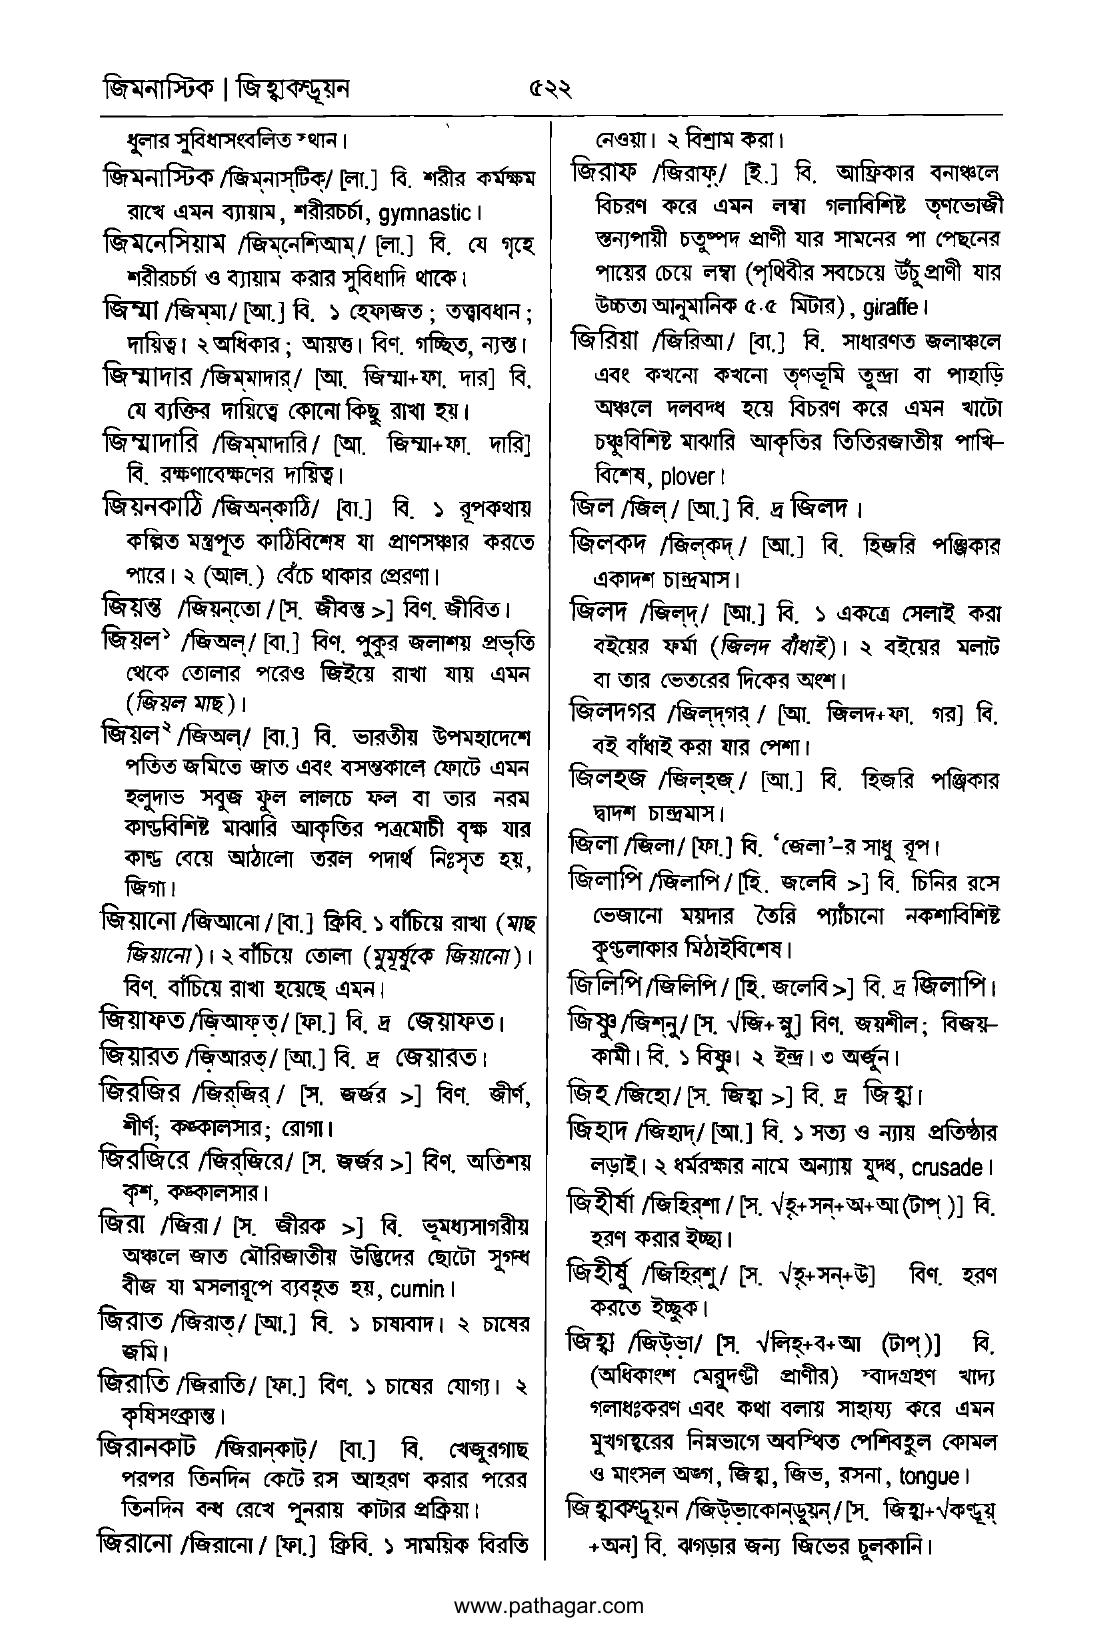 জিমনাস্টিক | জিহ্বাকণ্ডূয়ন
৫২২
ধুলার সুবিধাসংবলিত স্থান।
জিমনাস্টিক /জিম্‌নাস্‌টিক্‌/ [লা.] বি. শরীর কর্মক্ষম
রাখে এমন ব্যায়াম, শরীরচর্চা, gymnastic।
জিমনেসিয়াম /জিম্‌নেশিআম্‌/ [লা.] বি. যে গৃহে
শরীরচর্চা ও ব্যায়াম করার সুবিধাদি থাকে।
জিম্মা /জিম্‌মা/ [আ.] বি. ১ হেফাজত; তত্ত্বাবধান;
দায়িত্ব। ২ অধিকার; আয়ত্ত। বিণ. গচ্ছিত, ন্যস্ত।
জিম্মাদার /জিম্‌মাদার্‌/ [আ. জিম্মা+ফা. দার] বি.
যে ব্যক্তির দায়িত্বে কোনো কিছু রাখা হয়।
জিম্মাদারি /জিম্‌মাদারি/ [আ. জিম্মা+ফা. দারি]
বি. রক্ষণাবেক্ষণের দায়িত্ব।
জিয়নকাঠি /জিঅন্‌কাঠি/ [বা.] বি. ১ রূপকথায়
কল্পিত মন্ত্রপূত কাঠিবিশেষ যা প্রাণসঞ্চার করতে
পারে। ২ (আল.) বেঁচে থাকার প্রেরণা।
জিয়ন্ত /জিয়ন্‌তো/ [স. জীবন্ত >] বিণ. জীবিত।
জিয়ল১ /জিঅল্‌/ [বা.] বিণ. পুকুর জলাশয় প্রভৃতি
থেকে তোলার পরেও জিইয়ে রাখা যায় এমন
(জিয়ল মাছ)।
জিয়ল২ /জিঅল্‌/ [বা.] বি. ভারতীয় উপমহাদেশে
পতিত জমিতে জাত এবং বসন্তকালে ফোটে এমন
হলুদাভ সবুজ ফুল লালচে ফল বা তার নরম
কাণ্ডবিশিষ্ট মাঝারি আকৃতির পত্রমোচী বৃক্ষ যার
কান্ড বেয়ে আঠালো তরল পদার্থ নিঃসৃত হয়,
জিগা।
জিয়ানো /জিআনো/ [বা.] ক্রিবি. ১ বাঁচিয়ে রাখা (মাছ
জিয়ানো)। ২ বাঁচিয়ে তোলা (মুমূর্ষুকে জিয়ানো)।
বিণ. বাঁচিয়ে রাখা হয়েছে এমন।
জিয়াফত /জ়িআফ়ত্‌/ [ফা.] বি. দ্র জেয়াফত।
জিয়ারত /জ়িআরত্‌/ [আ.] বি. দ্র জেয়ারত।
জিরজির /জির্‌জির্‌/ [স. জর্জর >] বিণ. জীর্ণ,
শীর্ণ; কঙ্কালসার; রোগা।
জিরজিরে /জির্‌জিরে/ [স. জর্জর >] বিণ. অতিশয়
কৃশ, কঙ্কালসার।
জিরা /জিরা/ [স. জীরক >] বি. ভূমধ্যসাগরীয়
অঞ্চলে জাত মৌরিজাতীয় উদ্ভিদের ছোটো সুগন্ধ
বীজ যা মসলারূপে ব্যবহৃত হয়, cumin।
জিরাত /জিরাত্‌/ [আ.] বি. ১ চাষাবাদ। ২ চাষের
জমি।
জিরাতি /জিরাতি/ [ফা.] বিণ. ১ চাষের যোগ্য। ২
কৃষিসংক্রান্ত।
জিরানকাট /জিরান্‌কাট্‌/ [বা.] বি. খেজুরগাছ
পরপর তিনদিন কেটে রস আহরণ করার পরের
তিনদিন বন্ধ রেখে পুনরায় কাটার প্রক্রিয়া।
জিরানো /জিরানো/ [ফা.] ক্রিবি. ১ সাময়িক বিরতি
নেওয়া। ২ বিশ্রাম করা।
জিরাফ /জিরাফ়্‌/ [ই.] বি. আফ্রিকার বনাঞ্চলে
বিচরণ করে এমন লম্বা গলাবিশিষ্ট তৃণভোজী
স্তন্যপায়ী চতুষ্পদ প্রাণী যার সামনের পা পেছনের
পায়ের চেয়ে লম্বা (পৃথিবীর সবচেয়ে উঁচু প্রাণী যার
উচ্চতা আনুমানিক ৫.৫ মিটার), giraffe।
জিরিয়া /জিরিআ/ [বা.] বি. সাধারণত জলাঞ্চলে
এবং কখনো কখনো তৃণভূমি তুন্দ্রা বা পাহাড়ি
অঞ্চলে দলবদ্ধ হয়ে বিচরণ করে এমন খাটো
চঞ্চুবিশিষ্ট মাঝারি আকৃতির তিতিরজাতীয় পাখি-
বিশেষ, plover।
জিল /জিল্‌/ [আ.] বি. দ্র জিলদ।
জিলকদ /জিল্‌কদ্‌/ [আ.] বি. হিজরি পঞ্জিকার
একাদশ চান্দ্রমাস।
জিলদ /জিল্‌দ্‌/ [আ.] বি. ১ একত্রে সেলাই করা
বইয়ের ফর্মা (জিলদ বাঁধাই)। ২ বইয়ের মলাট
বা তার ভেতরের দিকের অংশ।
জিলদগর /জিল্‌দ্‌গর্‌/ [আ. জিলদ+ফা. গর] বি.
বই বাঁধাই করা যার পেশা।
জিলহজ /জিল্‌হজ্‌/ [আ.] বি. হিজরি পঞ্জিকার
দ্বাদশ চান্দ্রমাস।
জিলা /জিলা/ [ফা.] বি. ‘জেলা’-র সাধু রূপ।
জিলাপি /জিলাপি/ [হি. জলেবি >] বি. চিনির রসে
ভেজানো ময়দার তৈরি প্যাঁচানো নকশাবিশিষ্ট
কুণ্ডলাকার মিঠাইবিশেষ।
জিলিপি /জিলিপি/ [হি. জলেবি>] বি. দ্র জিলাপি।
জিষ্ণু /জিশ্‌নু/ [স. √জি+স্নু] বিণ. জয়শীল; বিজয়-
কামী। বি. ১ বিষ্ণু। ২ ইন্দ্র। ৩ অর্জুন।
জিহ /জিহো/ [স. জিহ্বা >] বি. দ্র জিহ্বা।
জিহাদ /জিহাদ্‌/ [আ.] বি. ১ সত্য ও ন্যায় প্রতিষ্ঠার
লড়াই। ২ ধর্মরক্ষার নামে অন্যায় যুদ্ধ, crusade।
জিহীর্ষা /জিহির্‌শা/ [স. √হৃ+সন্‌+অ+আ(টাপ্‌)] বি.
হরণ করার ইচ্ছা।
জিহীর্ষু /জিহির্‌শু/ [স. √হৃ+সন্‌+উ] বিণ. হরণ
করতে ইচ্ছুক।
জিহ্বা /জিউ্‌ভা/ [স. √লিহ্‌+ব+আ (টাপ্‌)] বি.
(অধিকাংশ মেরুদণ্ডী প্রাণীর) স্বাদগ্রহণ খাদ্য
গলাধঃকরণ এবং কথা বলায় সাহায্য করে এমন
মুখগহ্বরের নিম্নভাগে অবস্থিত পেশিবহুল কোমল
ও মাংসল অঙ্গ, জিহ্বা, জিভ, রসনা, tongue।
জিহ্বাকণ্ডূয়ন /জিউ্‌ভাকোন্‌ডুয়ন্‌/ [স. জিহ্বা+√কণ্ডূয়্‌
+অন] বি. ঝগড়ার জন্য জিভের চুলকানি।
www.pathagar.com